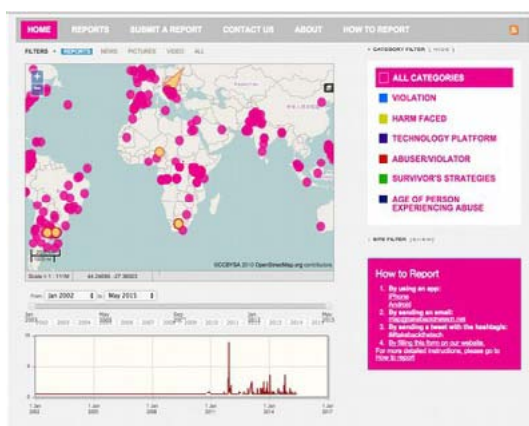 HOME REPORTS SUBMIT A REPORT CONTACT US ABOUT HOW TO REPORT
FILTERS REPORTS NEWS PICTURES VIDEO ALL
CATEGORY FILTER
ALL CATEGORIES
VIOLATION
HARM FACED
TECHNOLOGY PLATFORM
ABUSER/VIOLATOR
SURVIVOR'S STRATEGIES
AGE OF PERSON
EXPERIENCING ABUSE
How to Report
1. By using an app:
iPhone
Android
2. By sending an email:
3. By sending a tweet with the hashtags:
#takebackthetech
4. By filling this form on our website.
For more detailed instructions, please go to
How to report
OpenStreetMap.org contributors
From: Jan 2002 to: May 2015
1 Jan 1 Jan 1 Jan 1 Jan 1 Jan 1 Jan
2002 2005 2008 2011 2014 2017